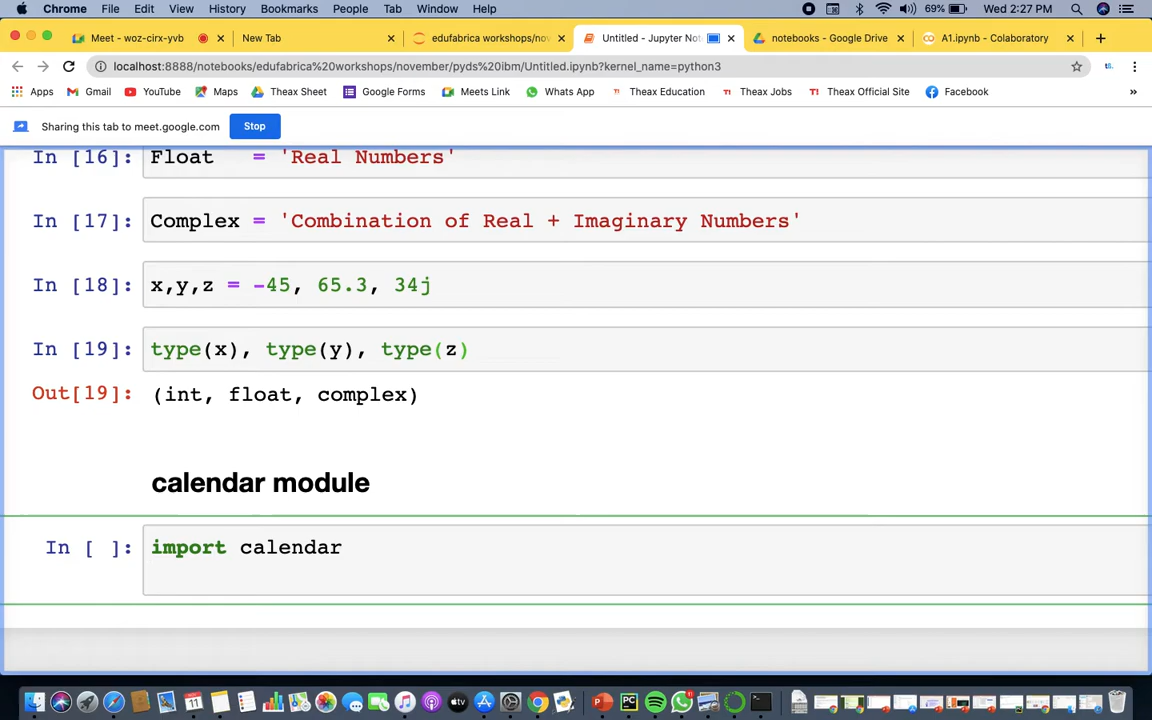 Chrome File Edit View History Bookmarks People Tab Window Help 69% Wed 2:27 PM
Meet - woz-cirx-yvb New Tab edufabrica workshops/nov Untitled - Jupyter Not notebooks - Google Drive A1.ipynb - Colaboratory
localhost:8888/notebooks/edufabrica%20workshops/november/pyds%20ibm/Untitled.ipynb?kernel_name=python3
Apps Gmail YouTube Maps Theax Sheet Google Forms Meets Link Whats App Theax Education Theax Jobs Theax Official Site Facebook »
Sharing this tab to meet.google.com Stop
In [16]: Float = 'Real Numbers'
In [17]: Complex = 'Combination of Real + Imaginary Numbers'
In [18]: x,y,z = -45, 65.3, 34j
In [19]: type(x), type(y), type(z)
Out[19]: (int, float, complex)
calendar module
In [ ]: import calendar